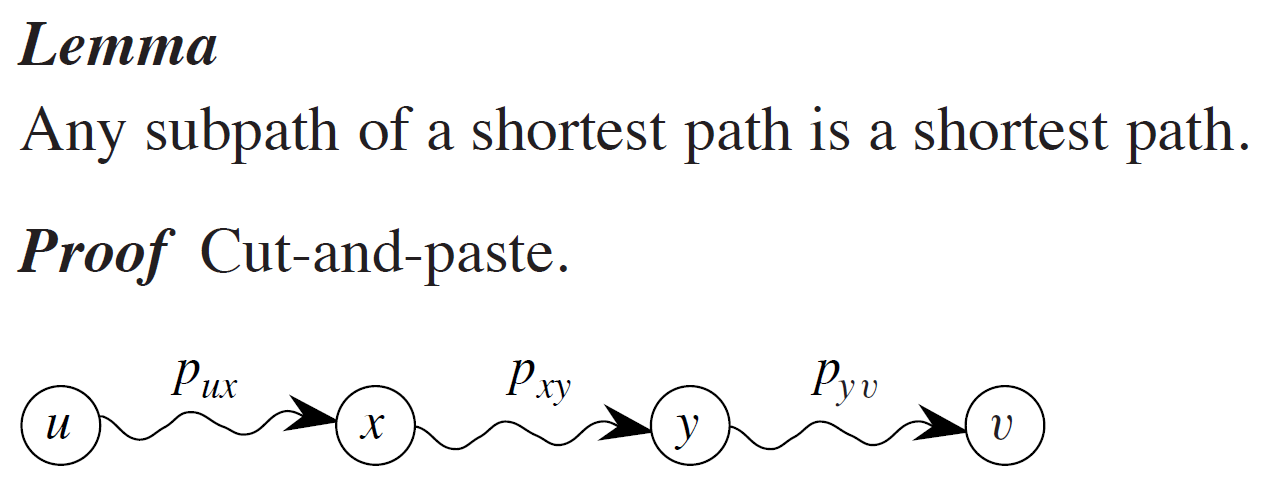 Lemma
Any subpath of a shortest path is a shortest path.
Proof Cut-and-paste.
p_ux p_xy p_yv
u x y v